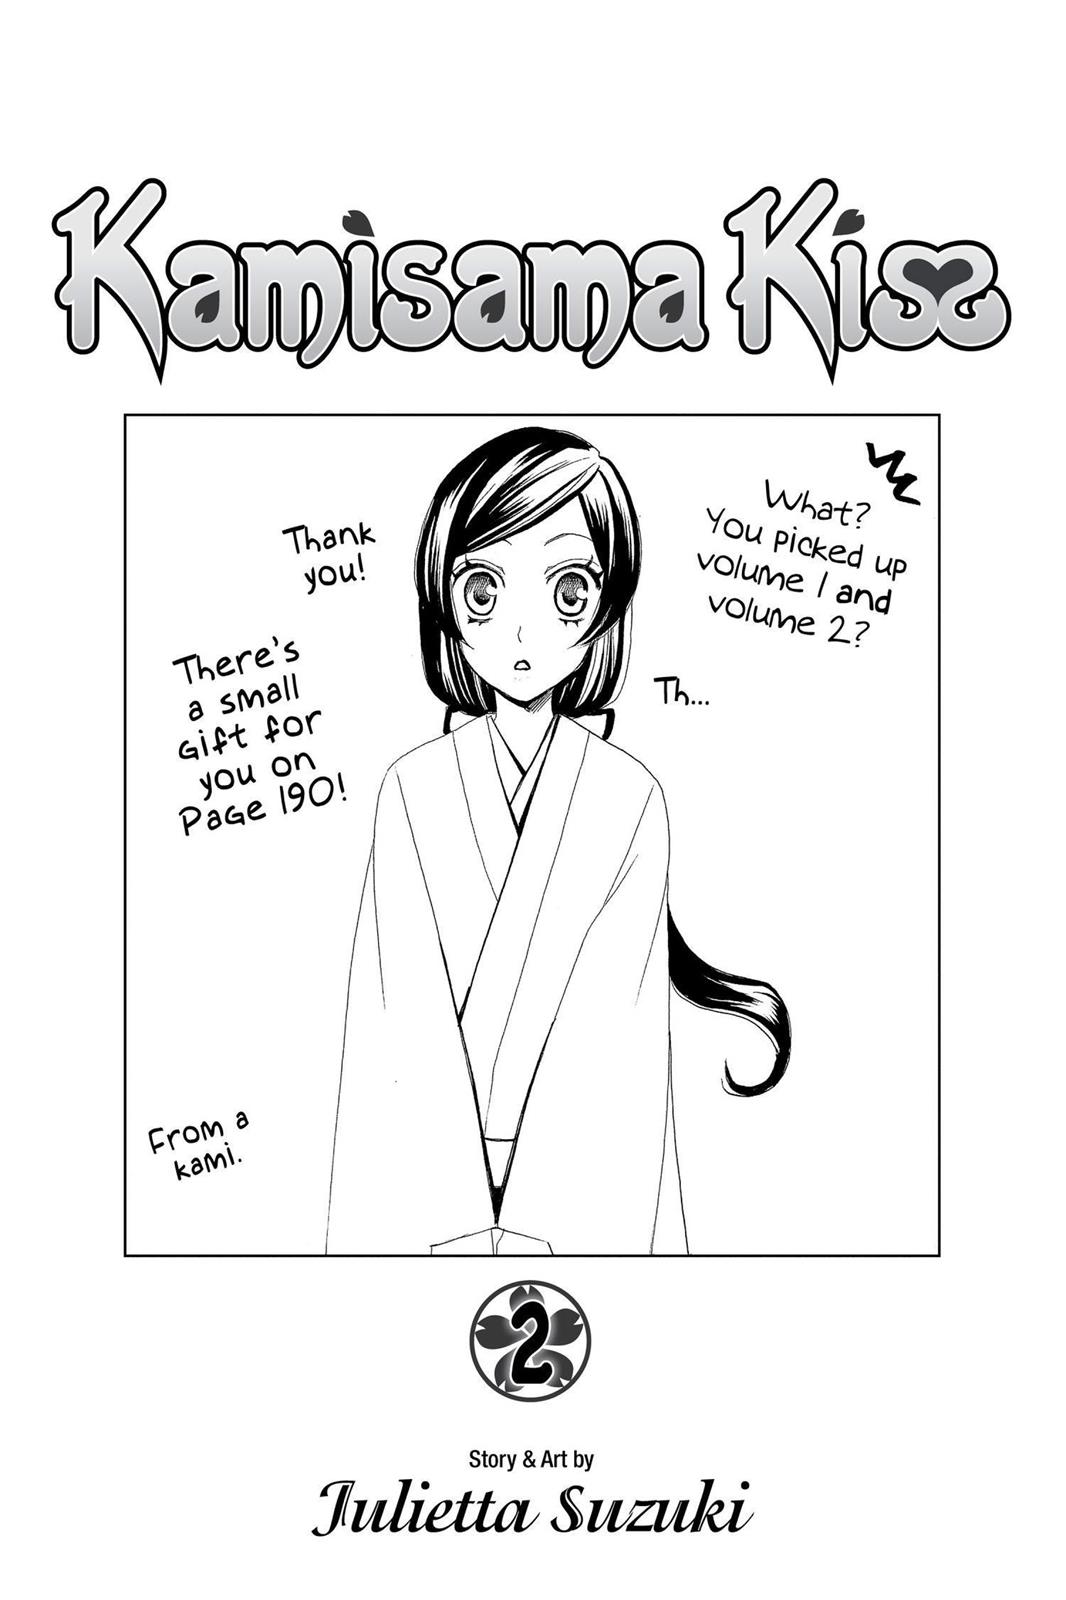 Kamisama Kiss
What?
You picked up
volume 1 and
volume 2?
Th...
Thank
you!
There's
a small
gift for
you on
Page 190!
From a
kami.
2
Story & Art by
Julietta Suzuki